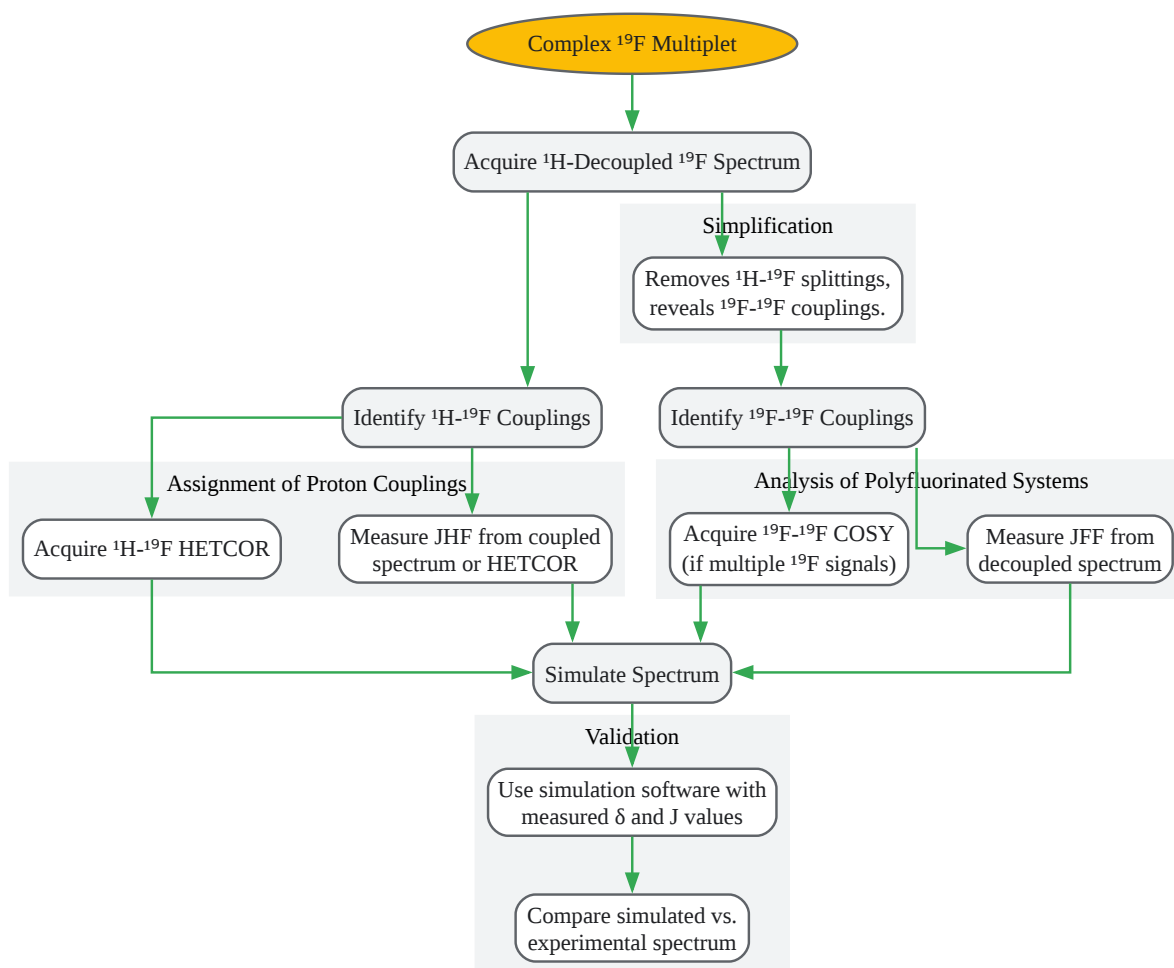 Complex ¹⁹F Multiplet
Acquire ¹H-Decoupled ¹⁹F Spectrum
Simplification
Removes ¹H-¹⁹F splittings,
reveals ¹⁹F-¹⁹F couplings.
Identify ¹H-¹⁹F Couplings
Identify ¹⁹F-¹⁹F Couplings
Assignment of Proton Couplings
Analysis of Polyfluorinated Systems
Acquire ¹H-¹⁹F HETCOR
Measure JHF from coupled
spectrum or HETCOR
Acquire ¹⁹F-¹⁹F COSY
(if multiple ¹⁹F signals)
Measure JFF from
decoupled spectrum
Simulate Spectrum
Validation
Use simulation software with
measured δ and J values
Compare simulated vs.
experimental spectrum